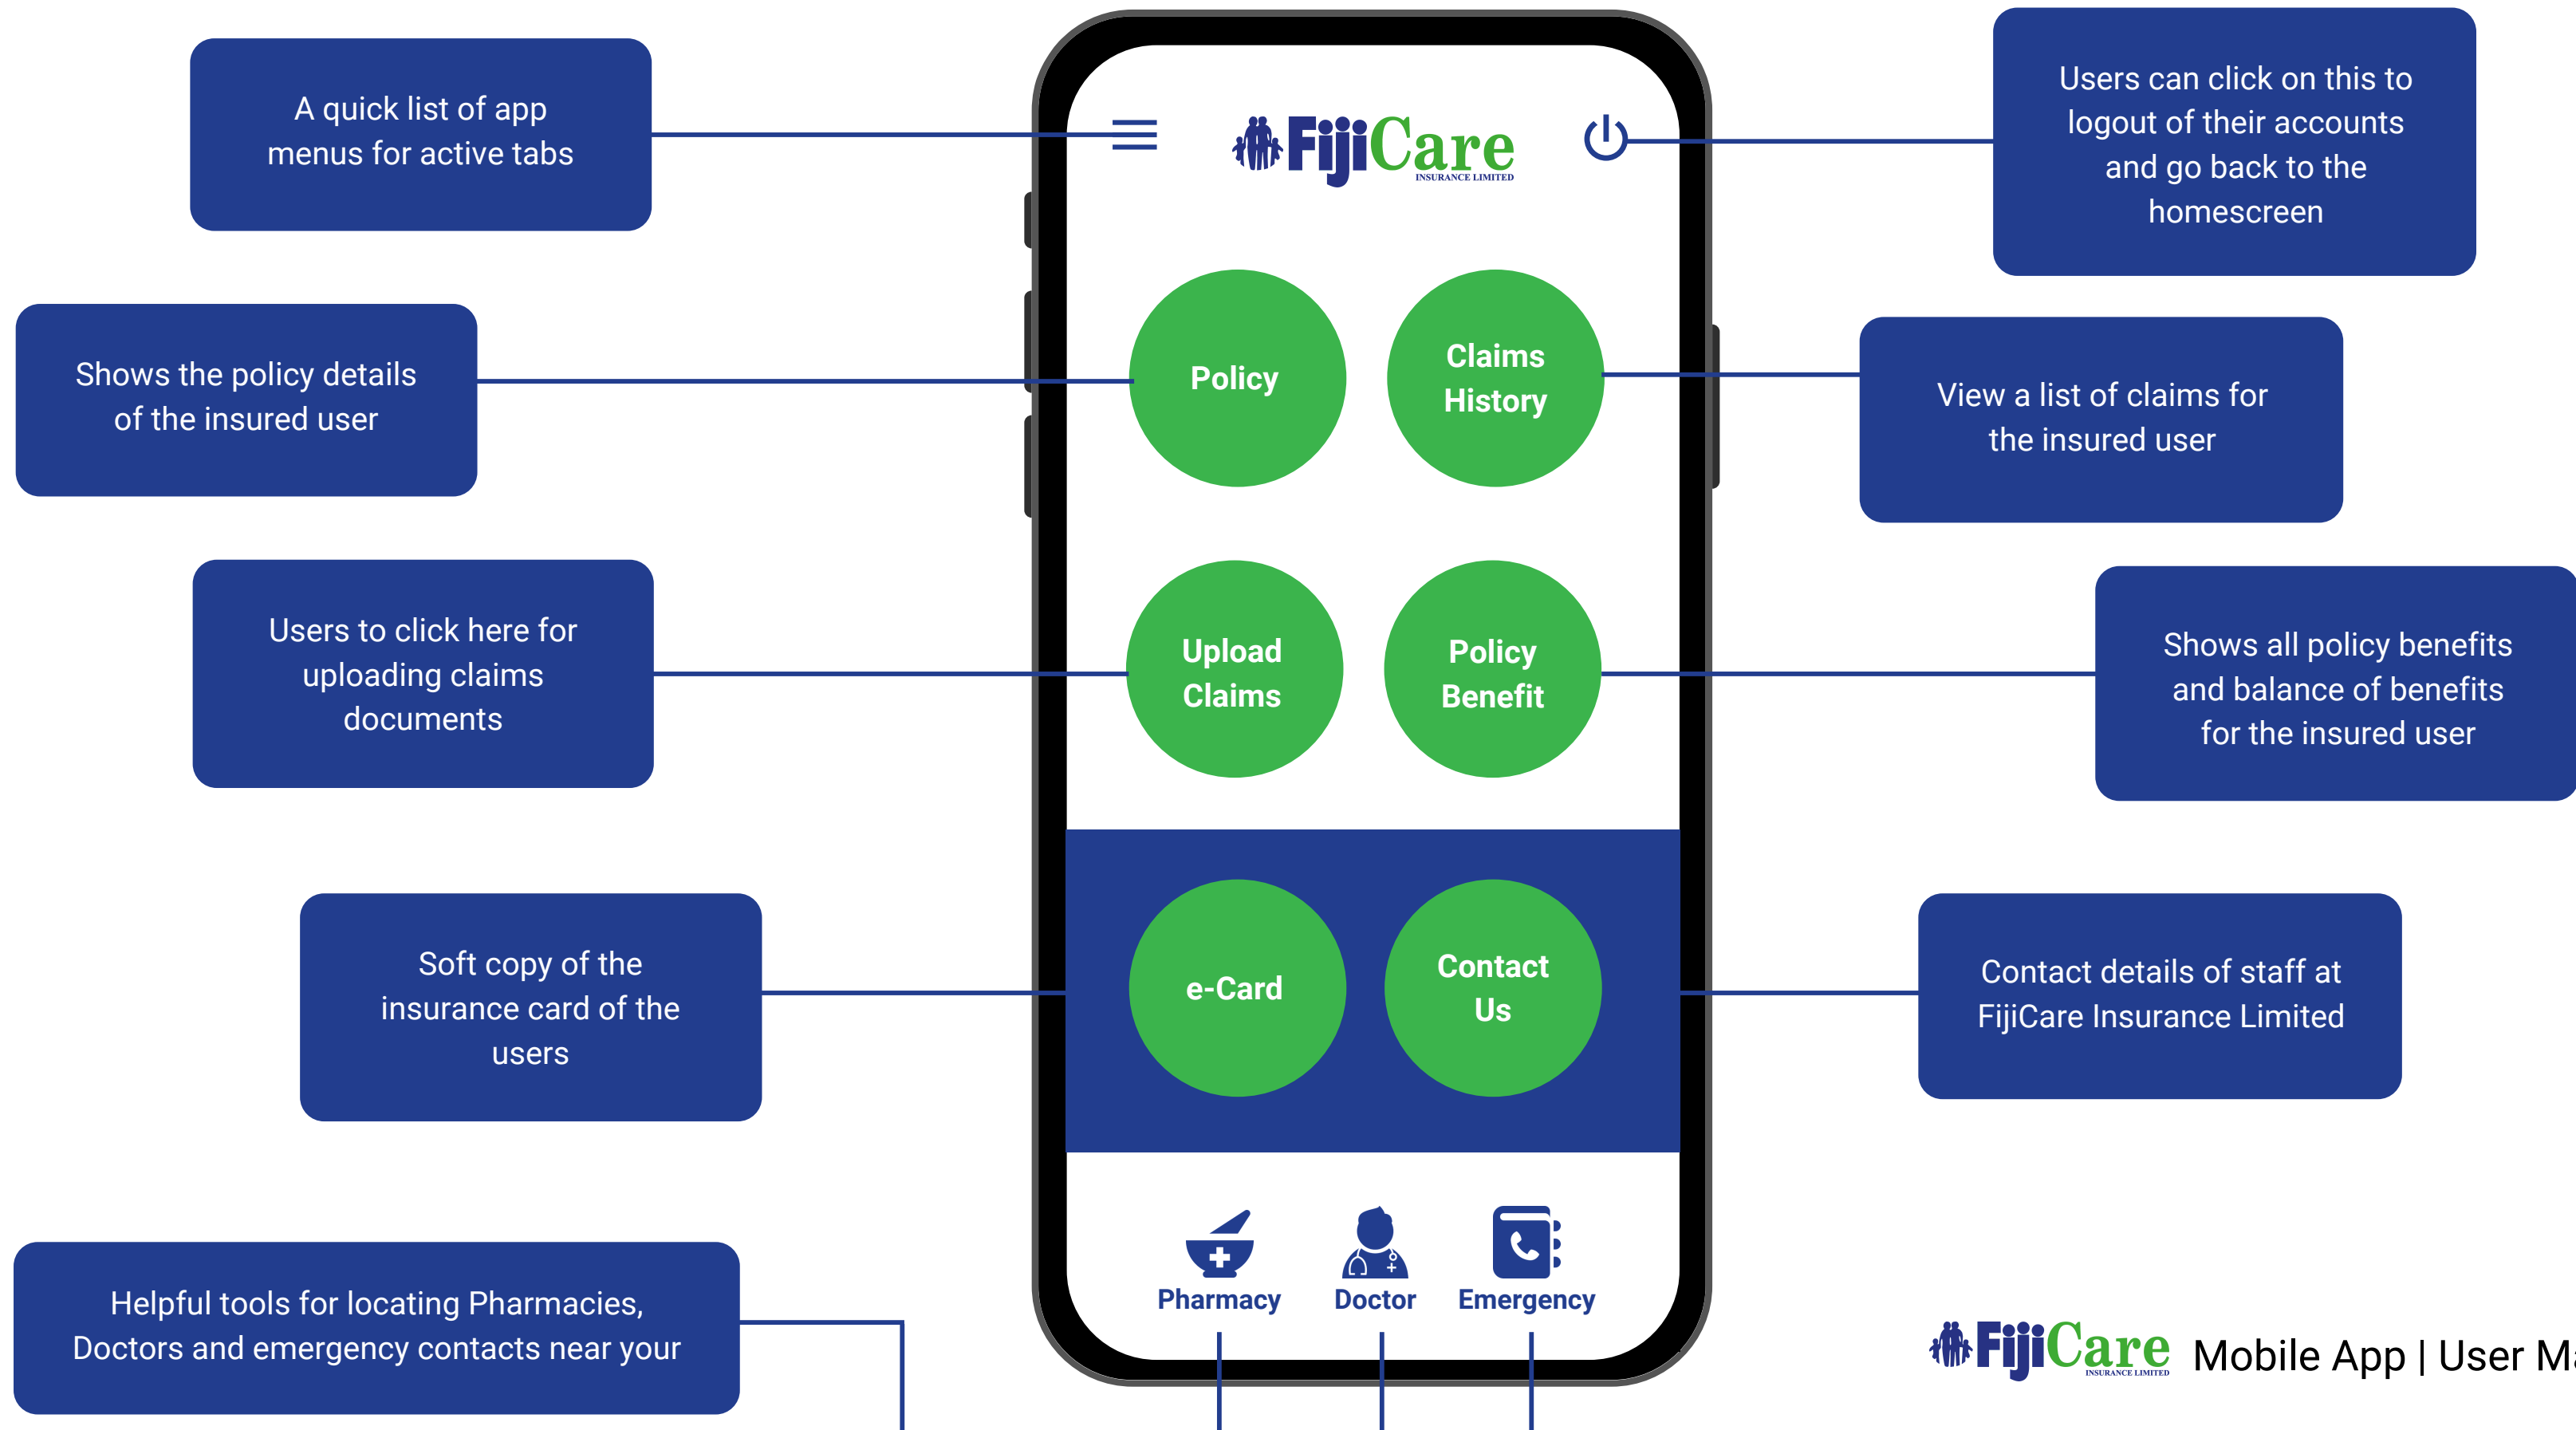 A quick list of app
menus for active tabs
FijiCare
INSURANCE LIMITED
Users can click on this to
logout of their accounts
and go back to the
homescreen
Shows the policy details
of the insured user
Policy
Claims
History
View a list of claims for
the insured user
Users to click here for
uploading claims
documents
Upload
Claims
Policy
Benefit
Shows all policy benefits
and balance of benefits
for the insured user
Soft copy of the
insurance card of the
users
e-Card
Contact
Us
Contact details of staff at
FijiCare Insurance Limited
Helpful tools for locating Pharmacies,
Doctors and emergency contacts near your
Pharmacy
Doctor
Emergency
FijiCare
INSURANCE LIMITED
Mobile App | User Ma